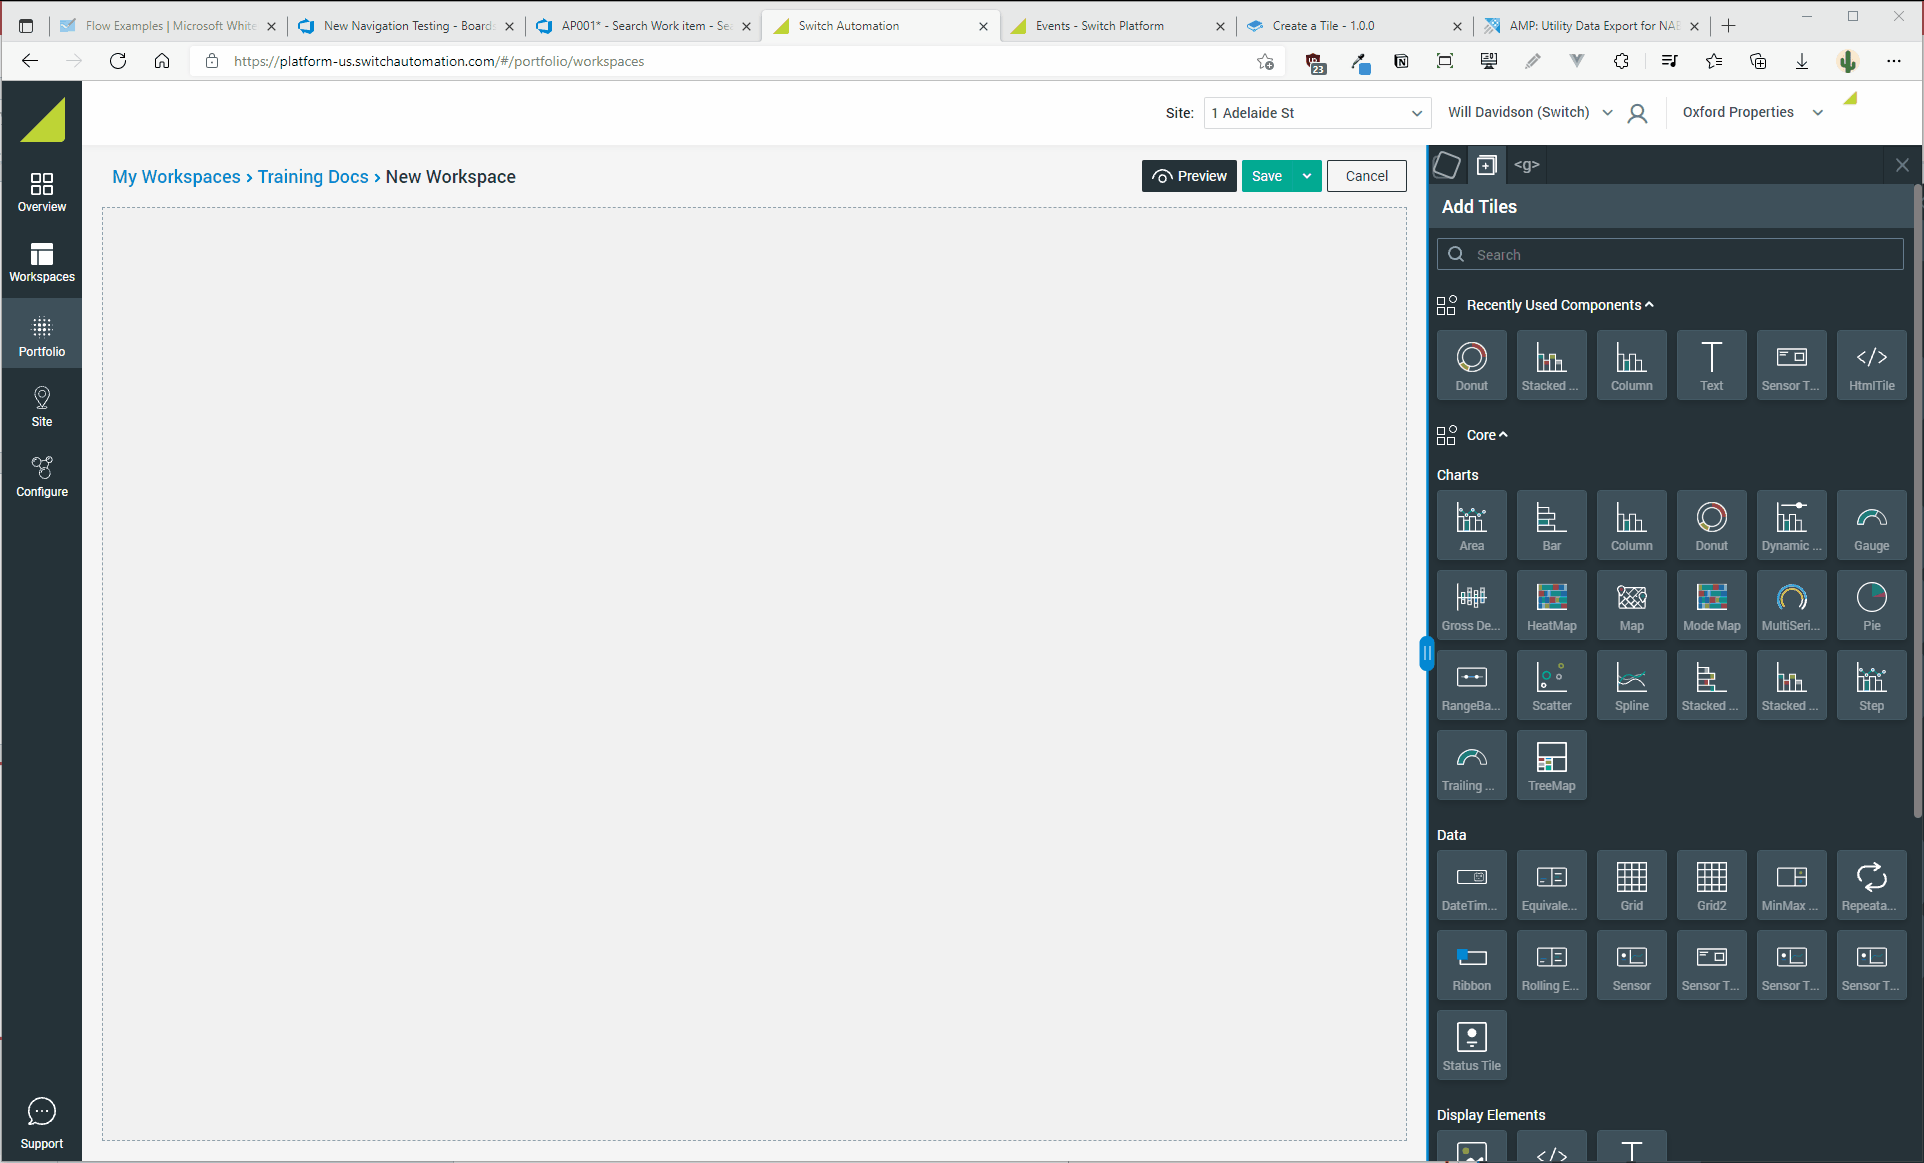 Flow Examples | Microsoft White
New Navigation Testing - Boards
AP001* - Search Work item - Se
Switch Automation
Events - Switch Platform
Create a Tile - 1.0.0
AMP: Utility Data Export for NAB
https://platform-us.switchautomation.com/#/portfolio/workspaces
23
Site:
1 Adelaide St
Will Davidson (Switch)
Oxford Properties
My Workspaces › Training Docs › New Workspace
Preview
Save
Cancel
<g>
Overview
Workspaces
Portfolio
Site
Configure
Support
Add Tiles
Search
Recently Used Components
Donut
Stacked ...
Column
Text
Sensor T...
HtmlTile
Core
Charts
Area
Bar
Column
Donut
Dynamic ...
Gauge
Gross De...
HeatMap
Map
Mode Map
MultiSeri...
Pie
RangeBa...
Scatter
Spline
Stacked ...
Stacked ...
Step
Trailing ...
TreeMap
Data
DateTim...
Equivale...
Grid
Grid2
MinMax ...
Repeata...
Ribbon
Rolling E...
Sensor
Sensor T...
Sensor T...
Sensor T...
Status Tile
Display Elements